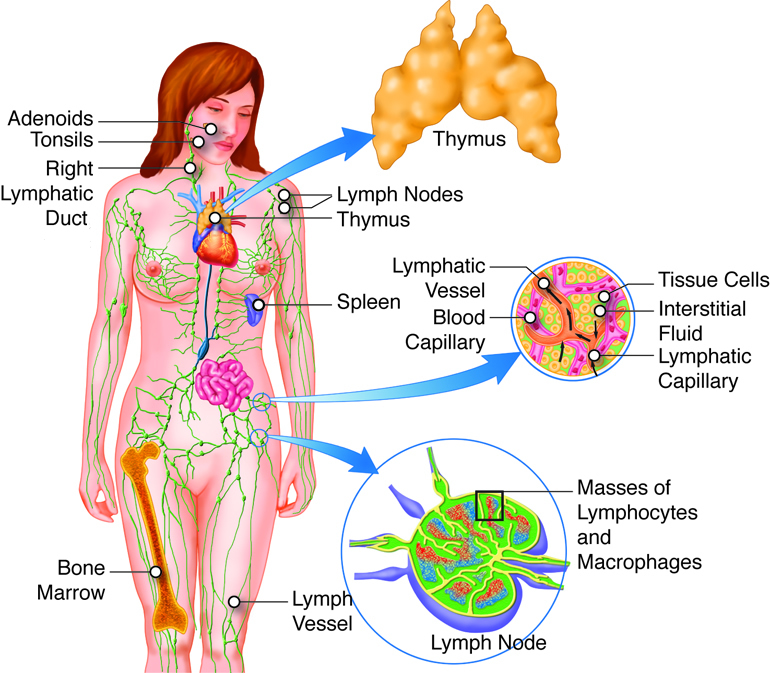 Adenoids
Tonsils
Right
Lymphatic
Duct
Thymus
Lymph Nodes
Thymus
Spleen
Lymphatic
Vessel
Blood
Capillary
Tissue Cells
Interstitial
Fluid
Lymphatic
Capillary
Masses of
Lymphocytes
and
Macrophages
Bone
Marrow
Lymph
Vessel
Lymph Node